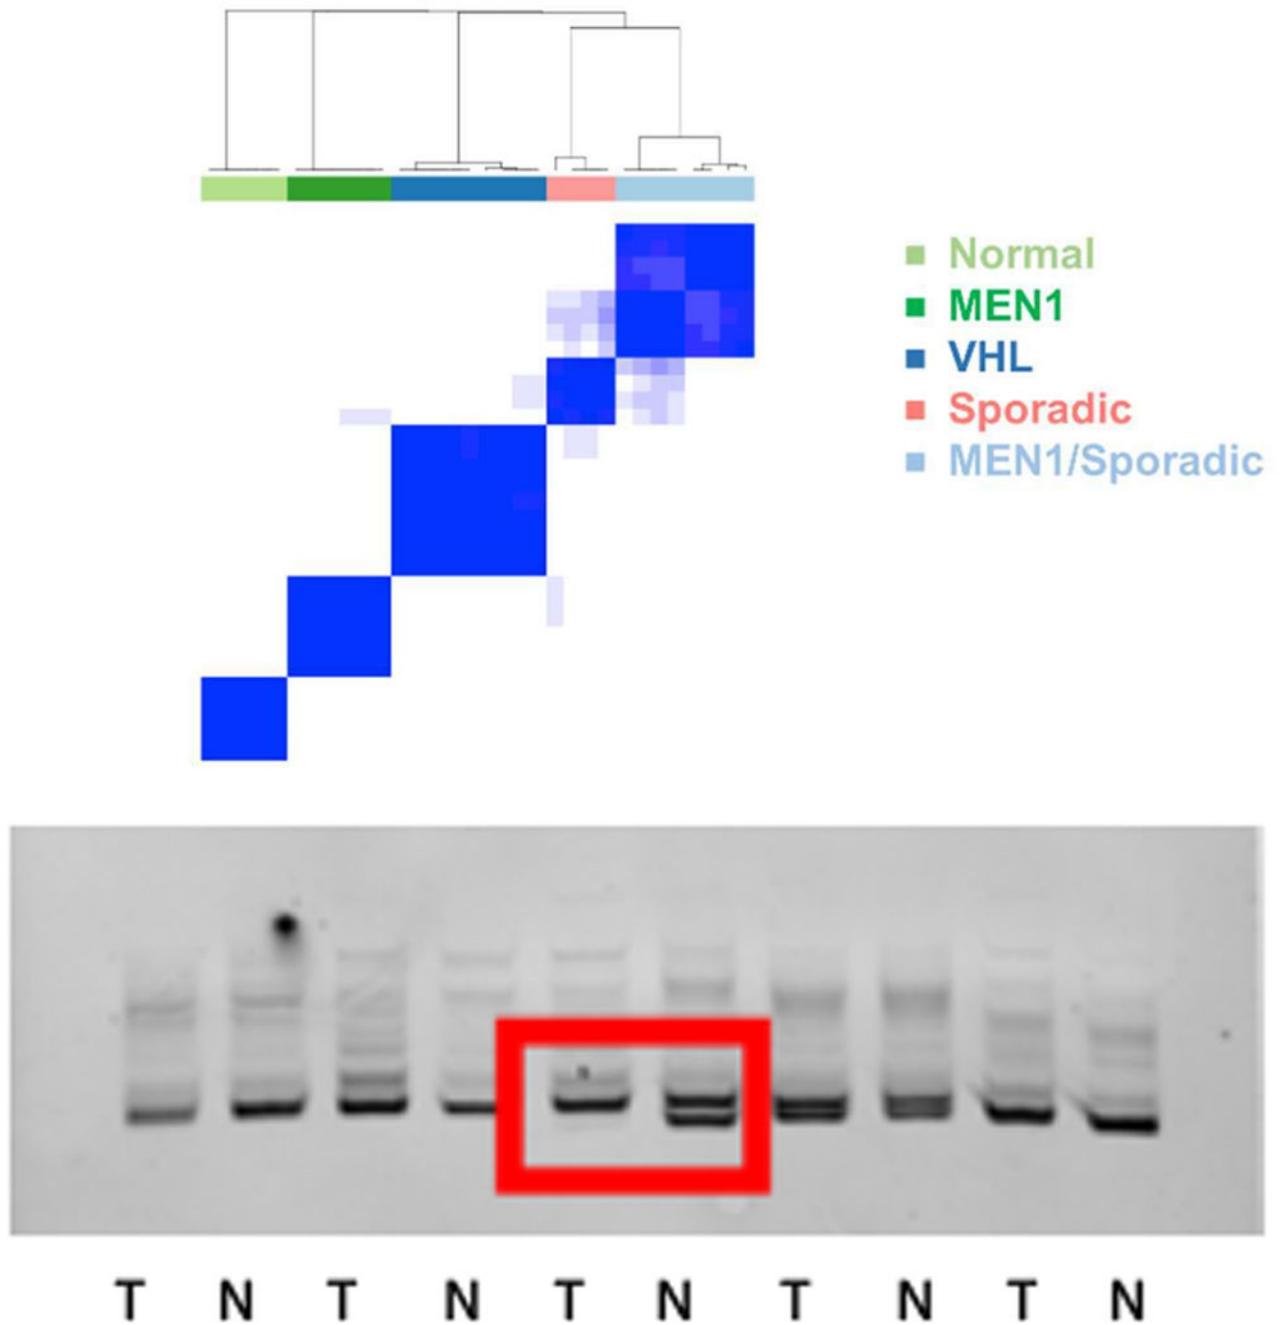 Normal
MEN1
VHL
Sporadic
MEN1/Sporadic
T N T N T N T N T N